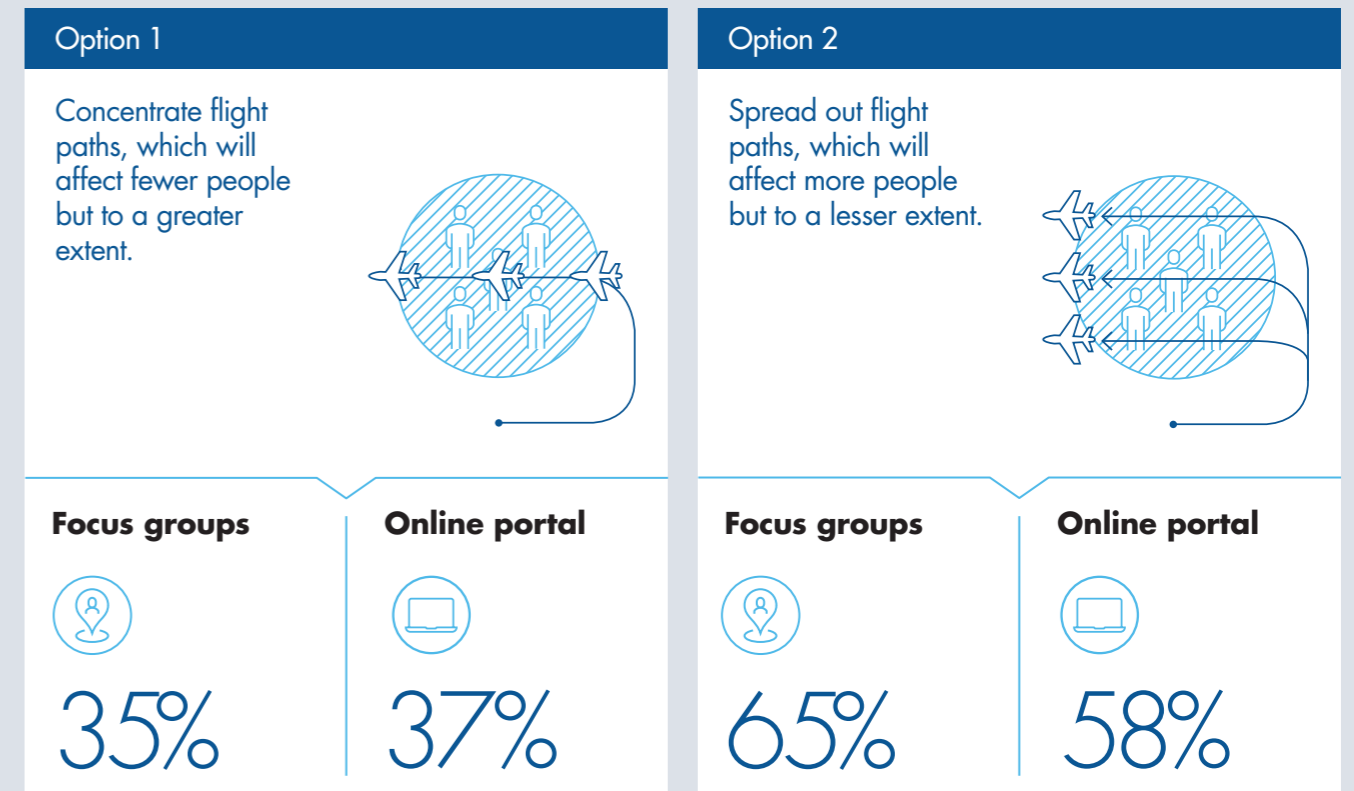 Option 1
Concentrate flight
paths, which will
affect fewer people
but to a greater
extent.
Focus groups
Online portal
35%
37%
Option 2
Spread out flight
paths, which will
affect more people
but to a lesser extent.
Focus groups
Online portal
65%
58%